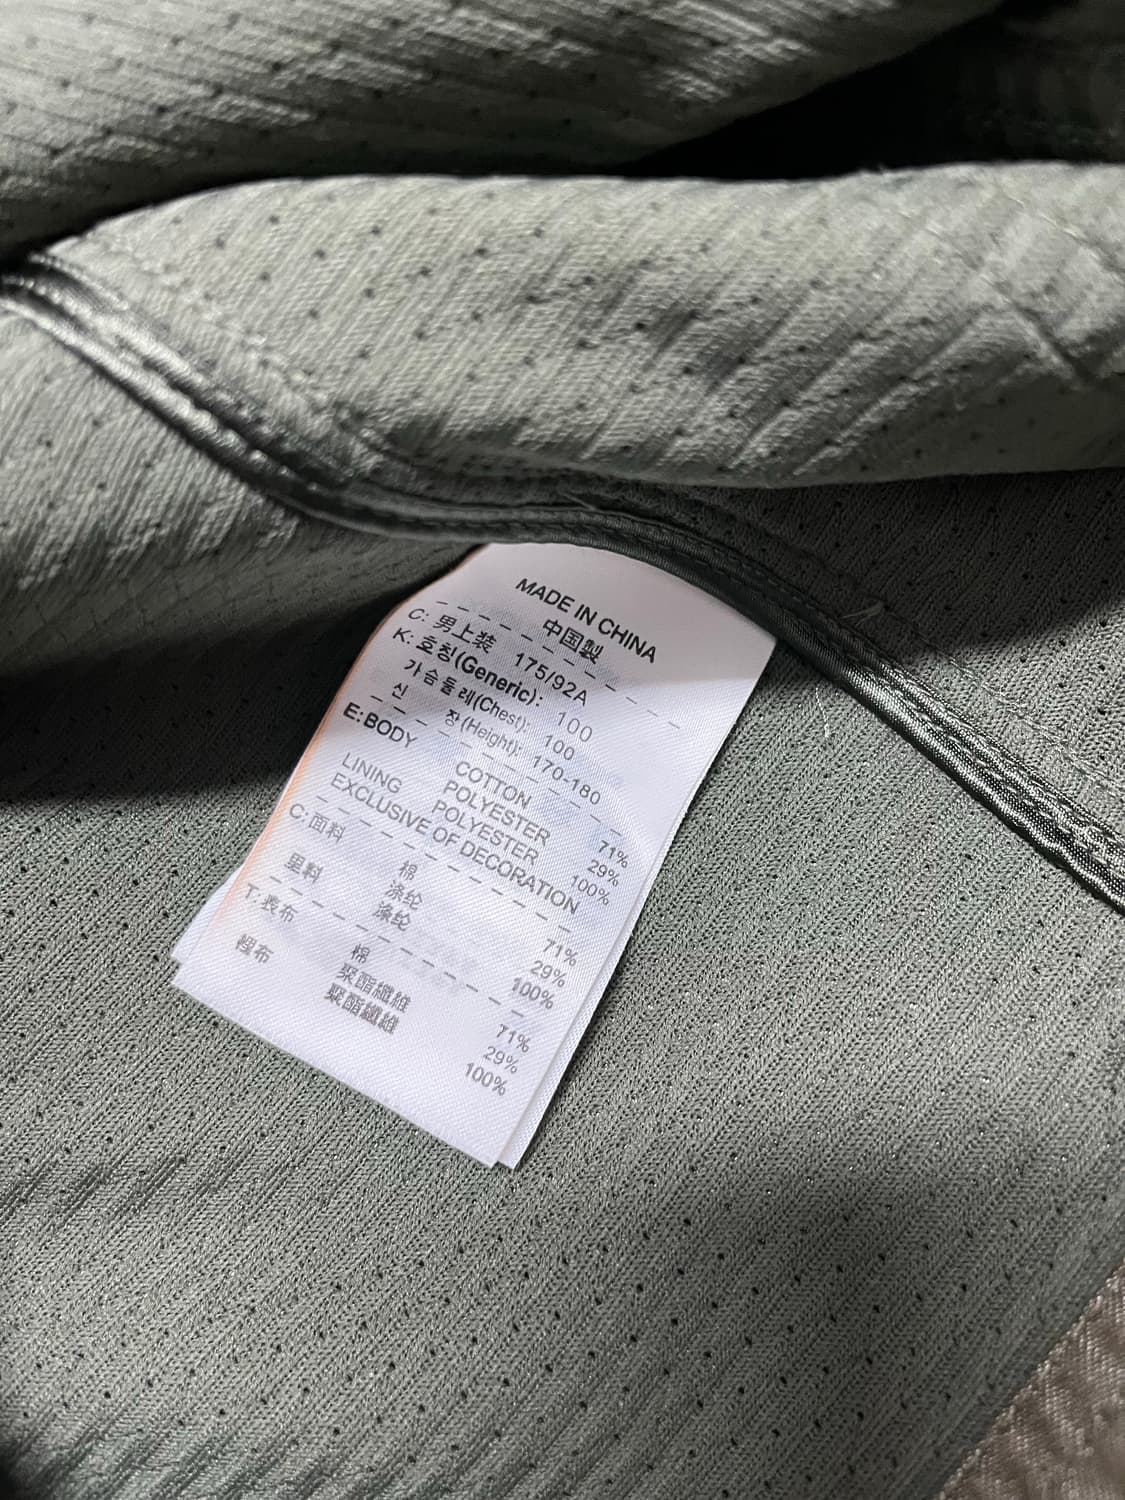 MADE IN CHINA
中国製
C: 男上裝 175/92A
K: 호칭(Generic): 100
가슴둘레(Chest): 100
신 장(Height): 170-180
E:BODY COTTON 71%
POLYESTER 29%
LINING POLYESTER 100%
EXCLUSIVE OF DECORATION
C:面料 棉 71%
涤纶 29%
里料 涤纶 100%
T:表布 棉 71%
聚酯纖維 29%
裡布 聚酯纖維 100%